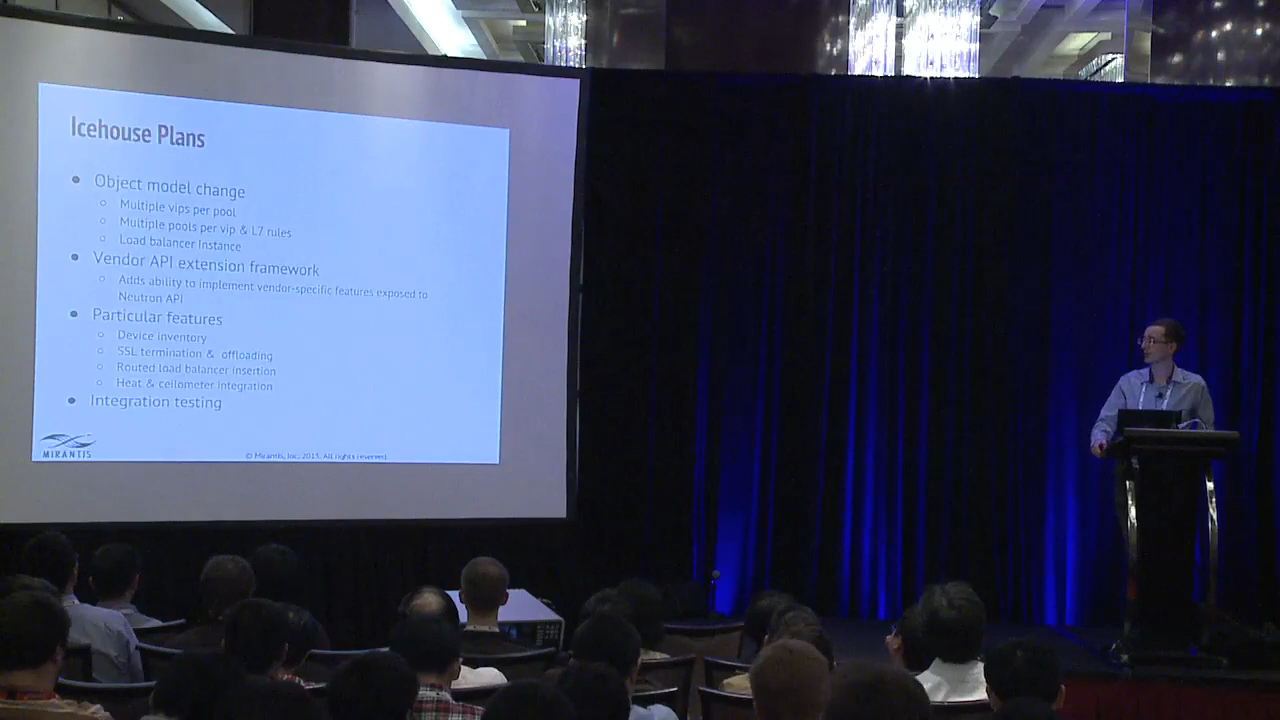 Icehouse Plans
Object model change
Multiple vips per pool
Multiple pools per vip & L7 rules
Load balancer Instance
Vendor API extension framework
Adds ability to implement vendor-specific features exposed to
Neutron API
Particular features
Device inventory
SSL termination & offloading
Routed load balancer insertion
Heat & ceilometer integration
Integration testing
MIRANTIS
© Mirantis, Inc, 2013. All rights reserved.